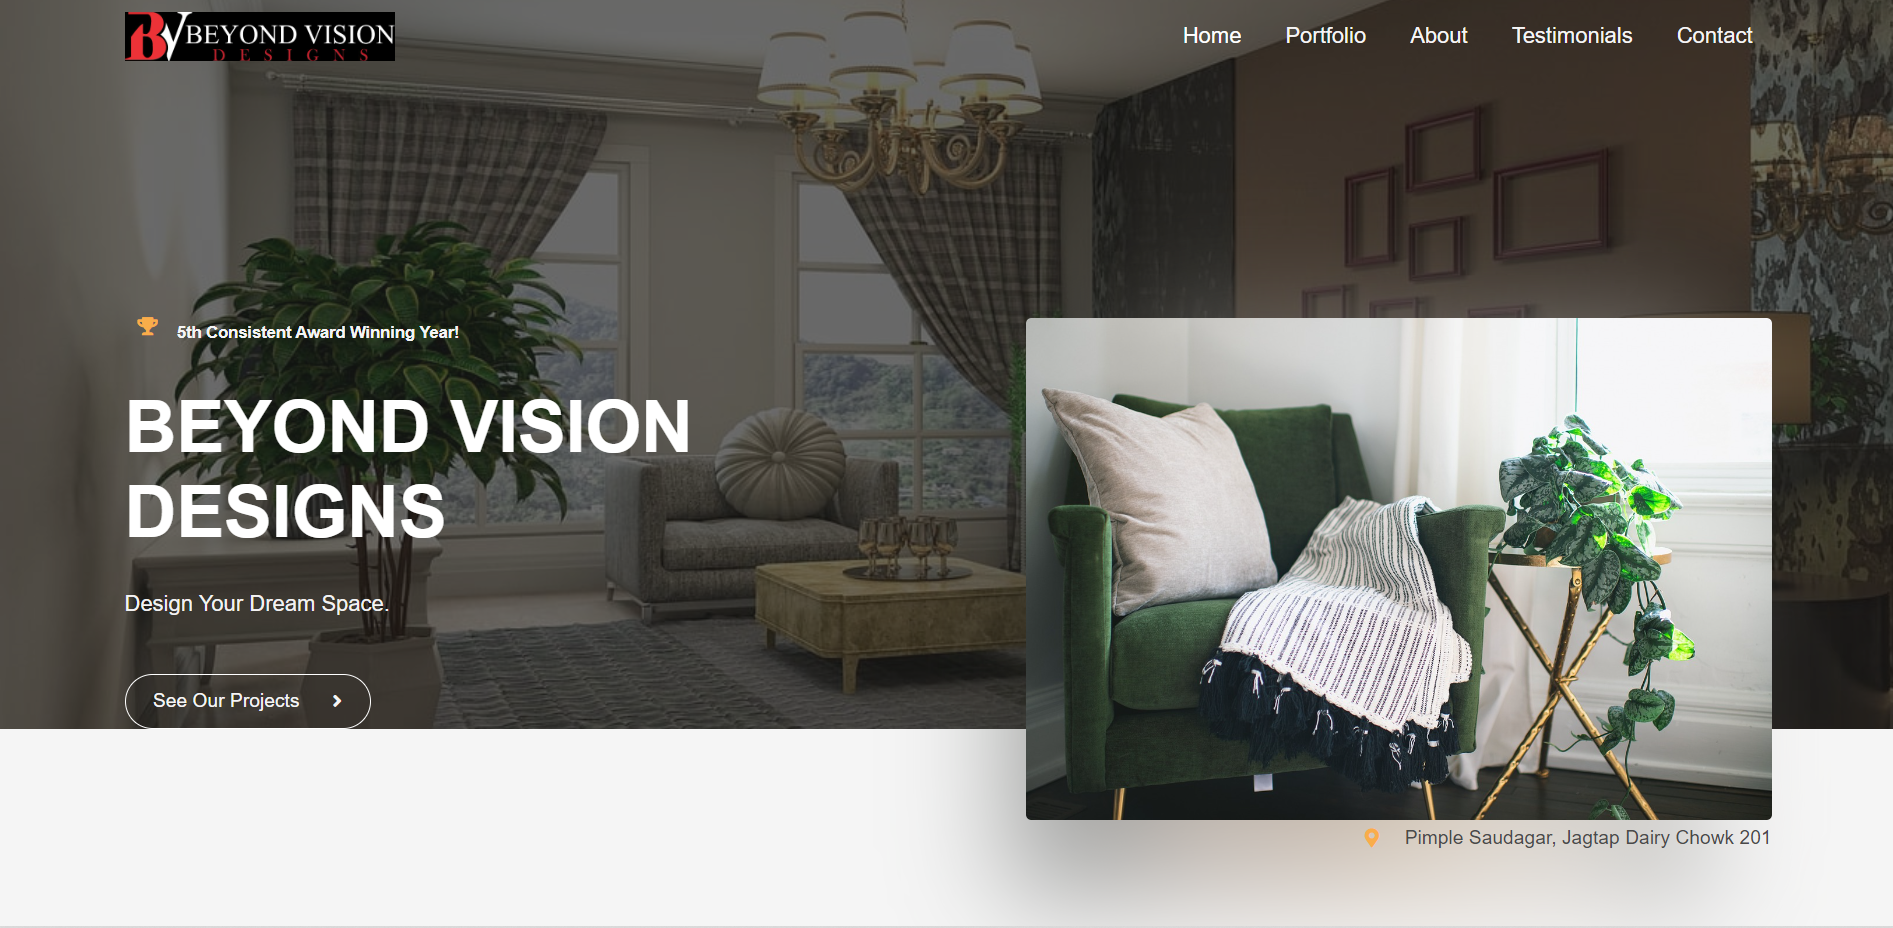 BV BEYOND VISION
DESIGNS
Home Portfolio About Testimonials Contact
5th Consistent Award Winning Year!
BEYOND VISION
DESIGNS
Design Your Dream Space.
See Our Projects
Pimple Saudagar, Jagtap Dairy Chowk 201